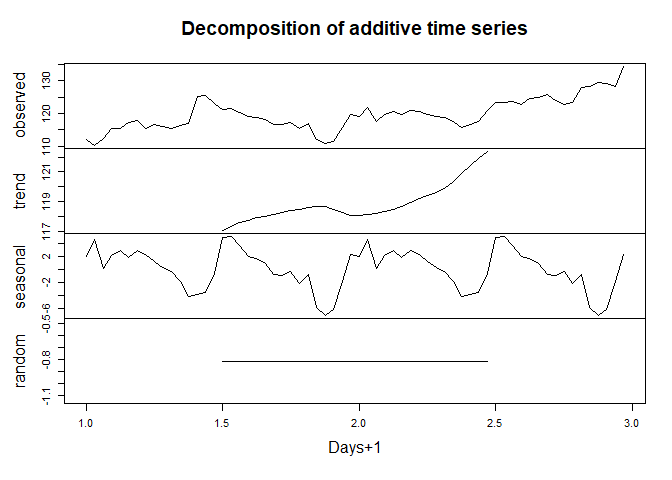 Decomposition of additive time series
observed
110 120 130
trend
117 119 121
seasonal
-6 -2 2
random
-1.1 -0.8 -0.5
1.0 1.5 2.0 2.5 3.0
Days+1